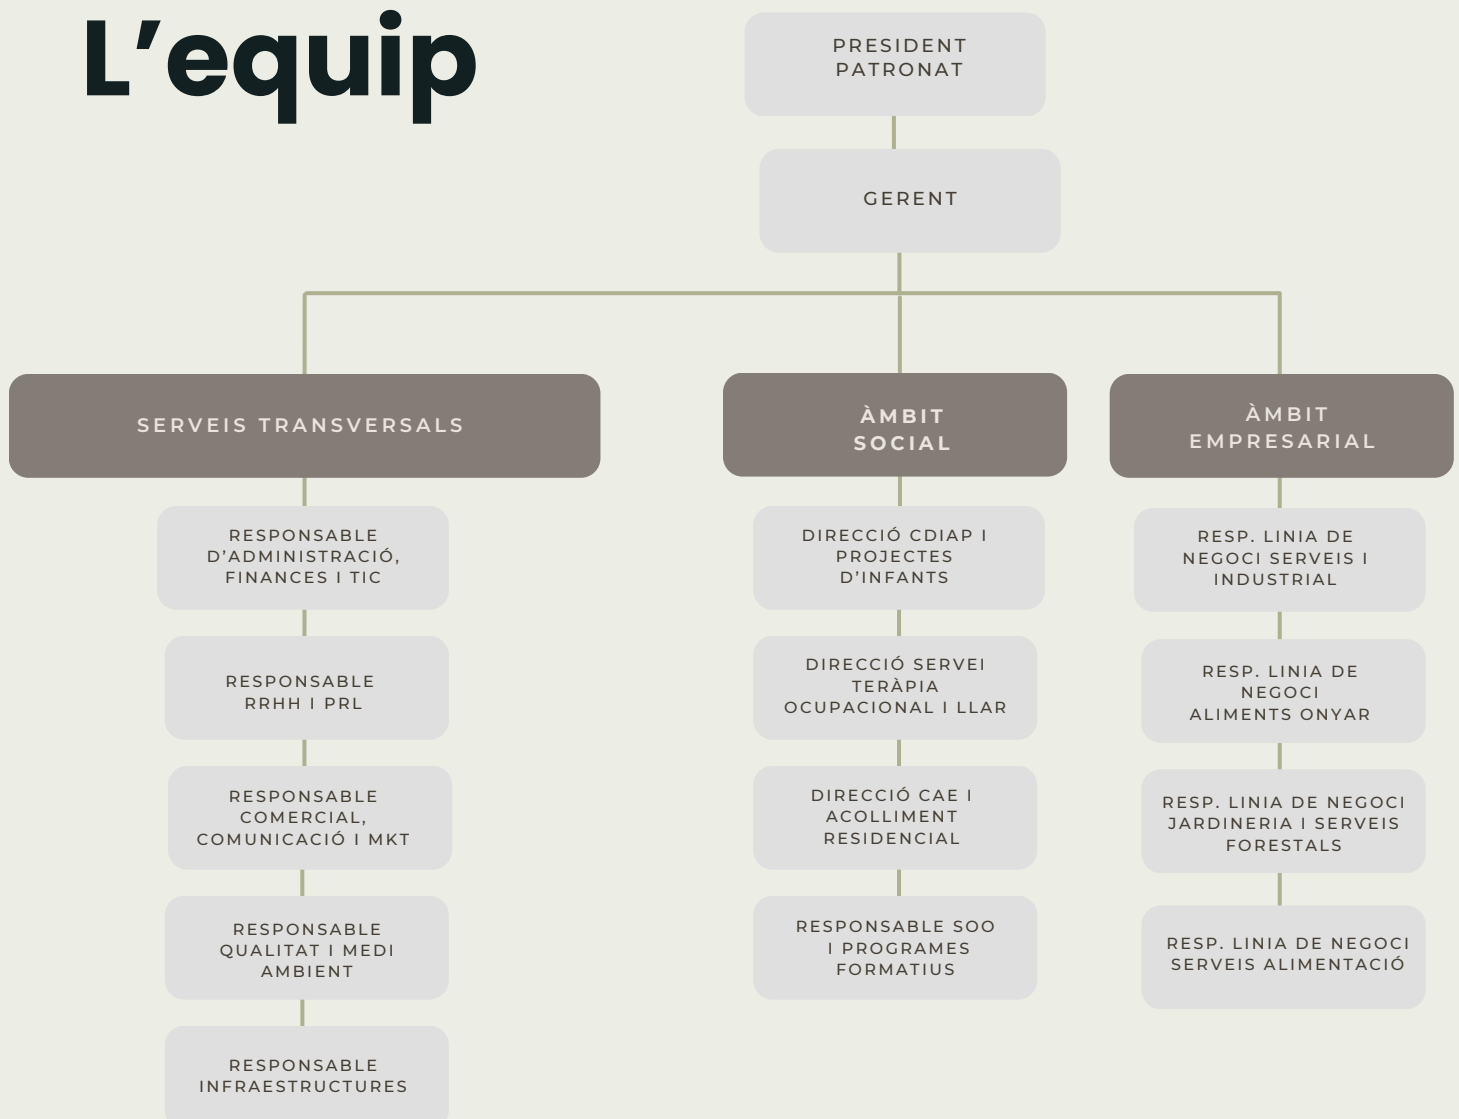 L’equip
PRESIDENT
PATRONAT
GERENT
SERVEIS TRANSVERSALS
RESPONSABLE
D’ADMINISTRACIÓ,
FINANCES I TIC
RESPONSABLE
RRHH I PRL
RESPONSABLE
COMERCIAL,
COMUNICACIÓ I MKT
RESPONSABLE
QUALITAT I MEDI
AMBIENT
RESPONSABLE
INFRAESTRUCTURES
ÀMBIT
SOCIAL
DIRECCIÓ CDIAP I
PROJECTES
D’INFANTS
DIRECCIÓ SERVEI
TERÀPIA
OCUPACIONAL I LLAR
DIRECCIÓ CAE I
ACOLLIMENT
RESIDENCIAL
RESPONSABLE SOO
I PROGRAMES
FORMATIUS
ÀMBIT
EMPRESARIAL
RESP. LINIA DE
NEGOCI SERVEIS I
INDUSTRIAL
RESP. LINIA DE
NEGOCI
ALIMENTS ONYAR
RESP. LINIA DE NEGOCI
JARDINERIA I SERVEIS
FORESTALS
RESP. LINIA DE NEGOCI
SERVEIS ALIMENTACIÓ